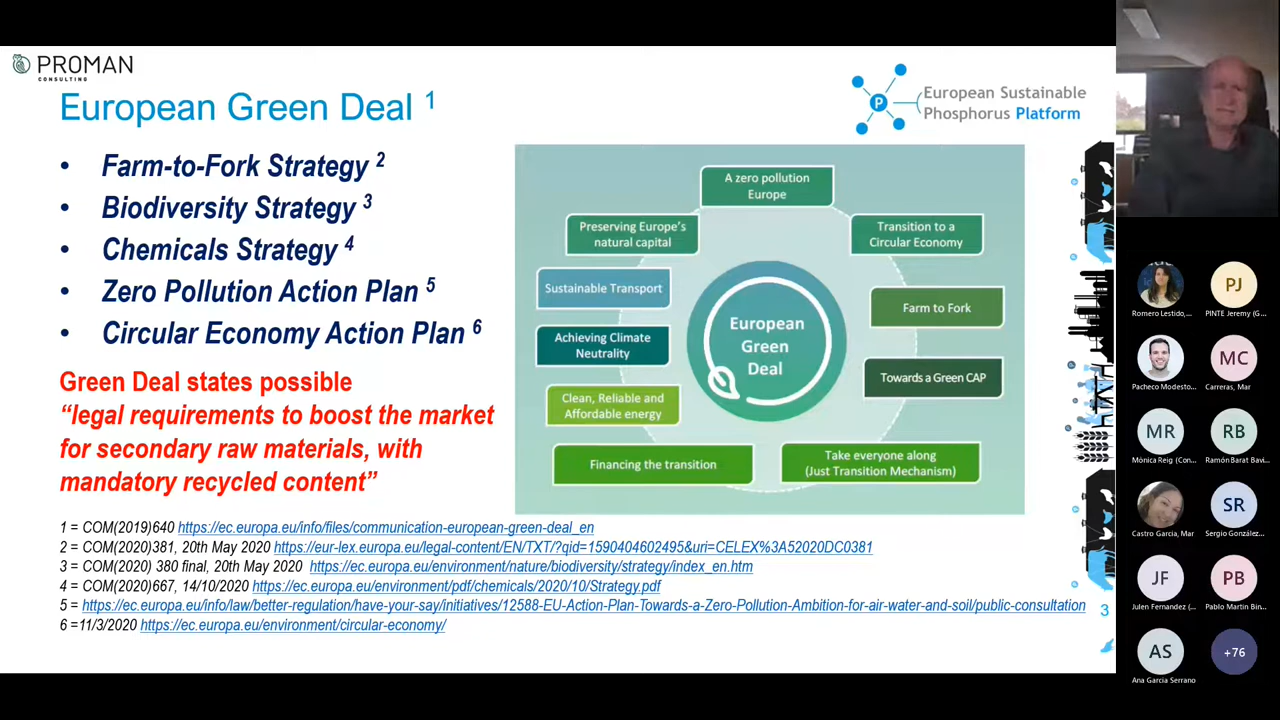 PROMAN
CONSULTING
European Green Deal 1
European Sustainable
Phosphorus Platform
P
• Farm-to-Fork Strategy 2
• Biodiversity Strategy 3
• Chemicals Strategy 4
• Zero Pollution Action Plan 5
• Circular Economy Action Plan 6
Green Deal states possible
“legal requirements to boost the market
for secondary raw materials, with
mandatory recycled content”
A zero pollution
Europe
Preserving Europe's
natural capital
Transition to a
Circular Economy
Sustainable Transport
Farm to Fork
European
Green
Deal
Achieving Climate
Neutrality
Towards a Green CAP
Clean, Reliable and
Affordable energy
Financing the transition
Take everyone along
(Just Transition Mechanism)
1 = COM(2019)640 https://ec.europa.eu/info/files/communication-european-green-deal_en
2 = COM(2020)381, 20th May 2020 https://eur-lex.europa.eu/legal-content/EN/TXT/?qid=1590404602495&uri=CELEX%3A52020DC0381
3 = COM(2020) 380 final, 20th May 2020 https://ec.europa.eu/environment/nature/biodiversity/strategy/index_en.htm
4 = COM(2020)667, 14/10/2020 https://ec.europa.eu/environment/pdf/chemicals/2020/10/Strategy.pdf
5 = https://ec.europa.eu/info/law/better-regulation/have-your-say/initiatives/12588-EU-Action-Plan-Towards-a-Zero-Pollution-Ambition-for-air-water-and-soil/public-consultation
6 =11/3/2020 https://ec.europa.eu/environment/circular-economy/
3
Romero Lestido,...
PJ
PINTE Jeremy (G...
Pacheco Modesto...
MC
Carreras, Mar
MR
Mònica Reig (Con...
RB
Ramón Barat Bavi...
Castro Garcia, Mar
SR
Sergio González...
JF
Julen Fernandez (...
PB
Pablo Martin Bin...
AS
Ana Garcia Serrano
+76